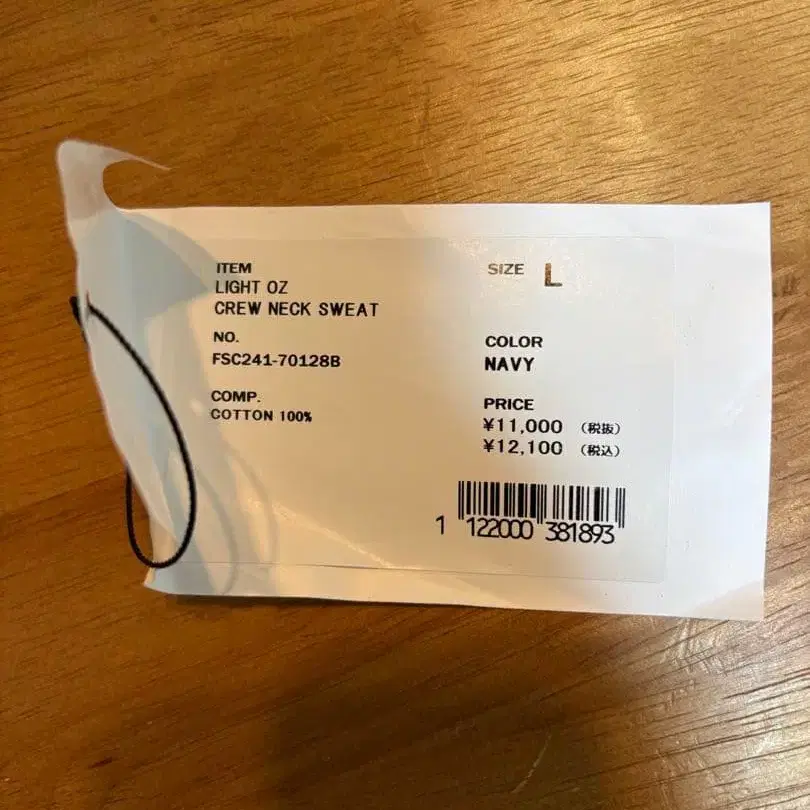 ITEM
LIGHT OZ
CREW NECK SWEAT
NO.
FSC241-70128B
COMP.
COTTON 100%
SIZE L
COLOR
NAVY
PRICE
¥11,000 (税抜)
¥12,100 (税込)
1 122000 381893